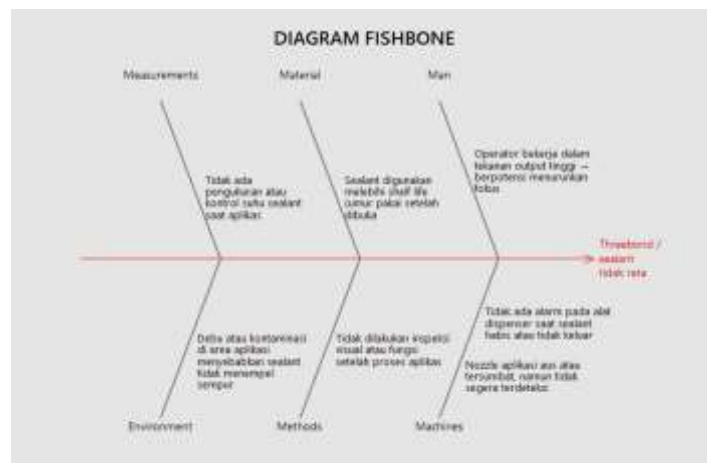 DIAGRAM FISHBONE
Measurements
Material
Man
Tidak ada
pengukuran atau
kontrol suhu sealant
saat aplikasi
Sealant digunakan
melebihi shelf life
(umur pakai setelah
dibuka
Operator bekerja dalam
tekanan output tinggi —
berpotensi menurunkan
fokus
Threebond /
sealant
tidak rata
Debu atau kontaminasi
di area aplikasi
menyebabkan sealant
tidak menempel
sempur
Tidak dilakukan inspeksi
visual atau fungsi
setelah proses aplikasi
Tidak ada alarm pada alat
dispenser saat sealant
habis atau tidak keluar
Nozzle aplikasi aus atau
tersumbat, namun tidak
segera terdeteksi
Environment
Methods
Machines